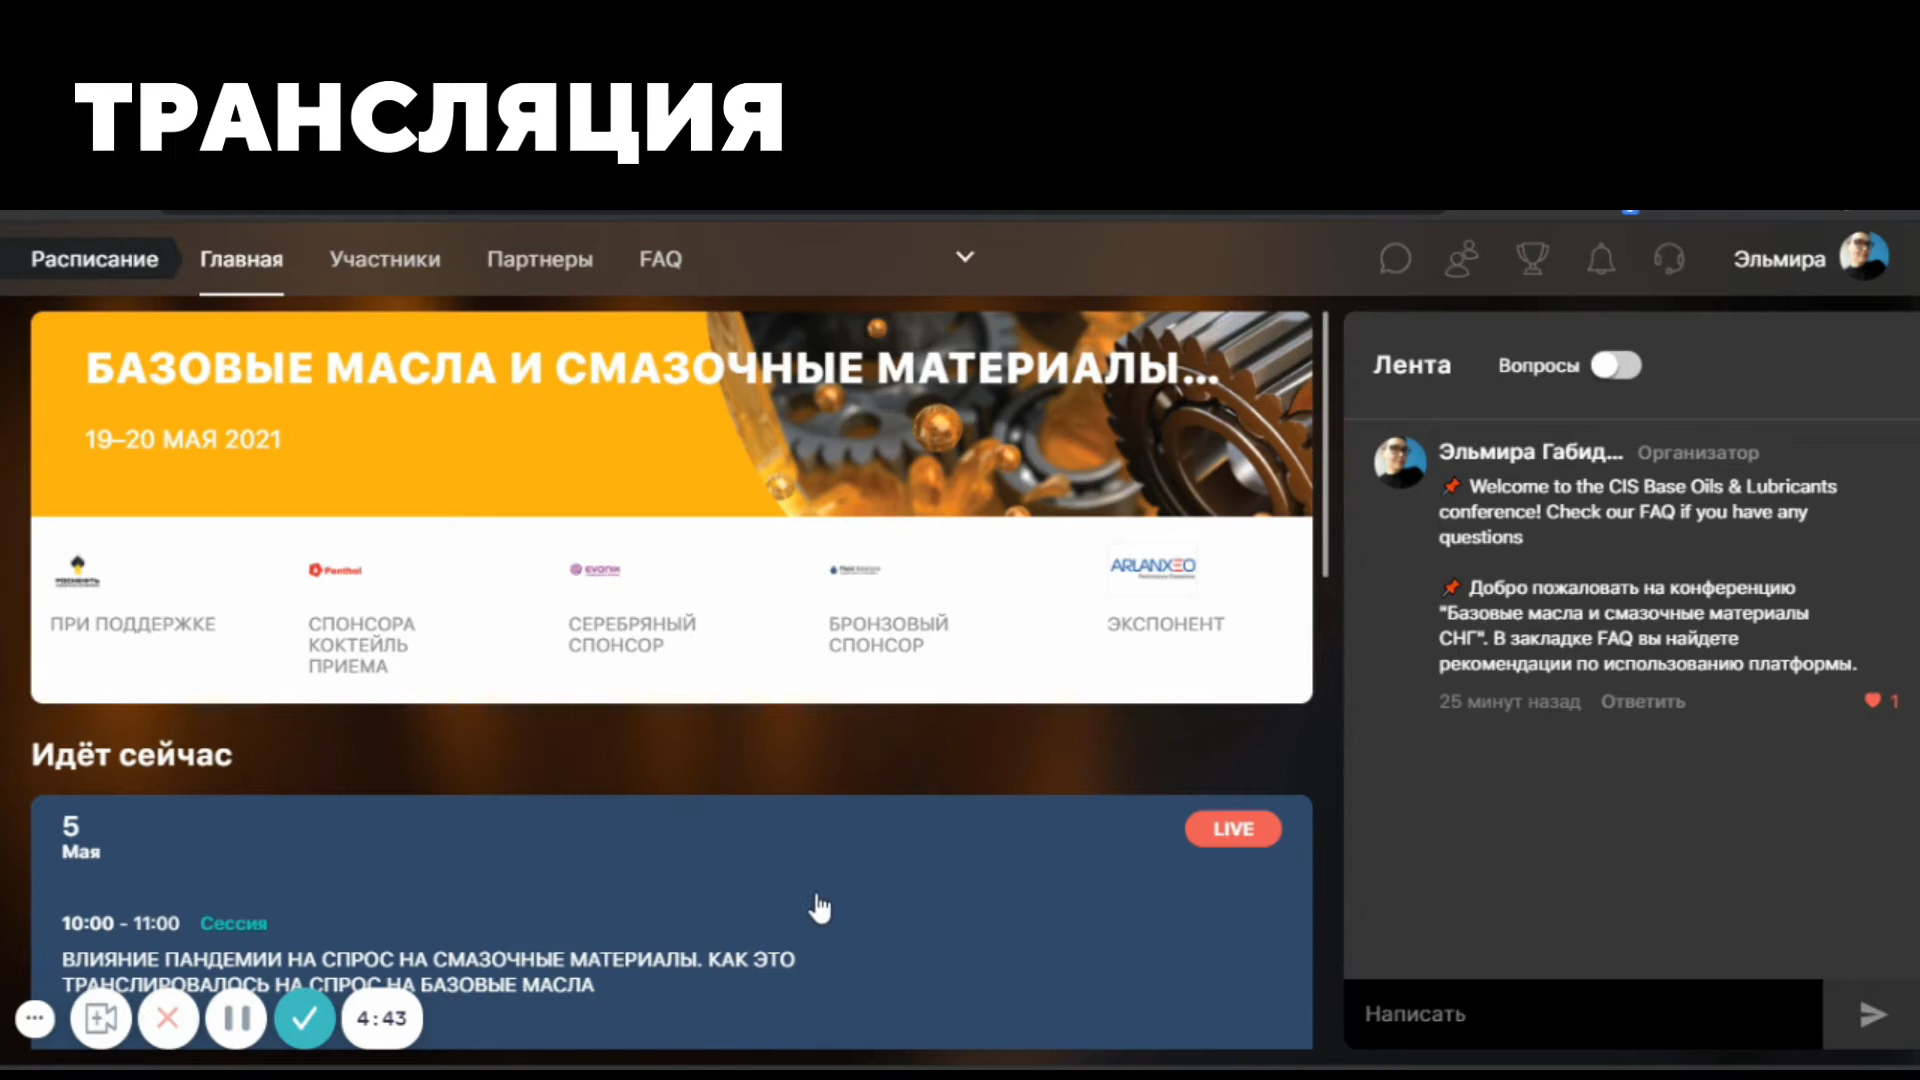 ТРАНСЛЯЦИЯ
Расписание
Главная
Участники
Партнеры
FAQ
Эльмира
БАЗОВЫЕ МАСЛА И СМАЗОЧНЫЕ МАТЕРИАЛЫ...
19–20 МАЯ 2021
РОСНЕФТЬ
Penthol
EVONIK
ARLANXEO
ПРИ ПОДДЕРЖКЕ
СПОНСОРА
КОКТЕЙЛЬ
ПРИЕМА
СЕРЕБРЯНЫЙ
СПОНСОР
БРОНЗОВЫЙ
СПОНСОР
ЭКСПОНЕНТ
Идёт сейчас
5
Мая
LIVE
10:00 - 11:00 Сессия
ВЛИЯНИЕ ПАНДЕМИИ НА СПРОС НА СМАЗОЧНЫЕ МАТЕРИАЛЫ. КАК ЭТО
ТРАНСЛИРОВАЛОСЬ НА СПРОС НА БАЗОВЫЕ МАСЛА
4:43
Лента
Вопросы
Эльмира Габид... Организатор
📌 Welcome to the CIS Base Oils & Lubricants
conference! Check our FAQ if you have any
questions
📌 Добро пожаловать на конференцию
"Базовые масла и смазочные материалы
СНГ". В закладке FAQ вы найдете
рекомендации по использованию платформы.
25 минут назад Ответить
1
Написать